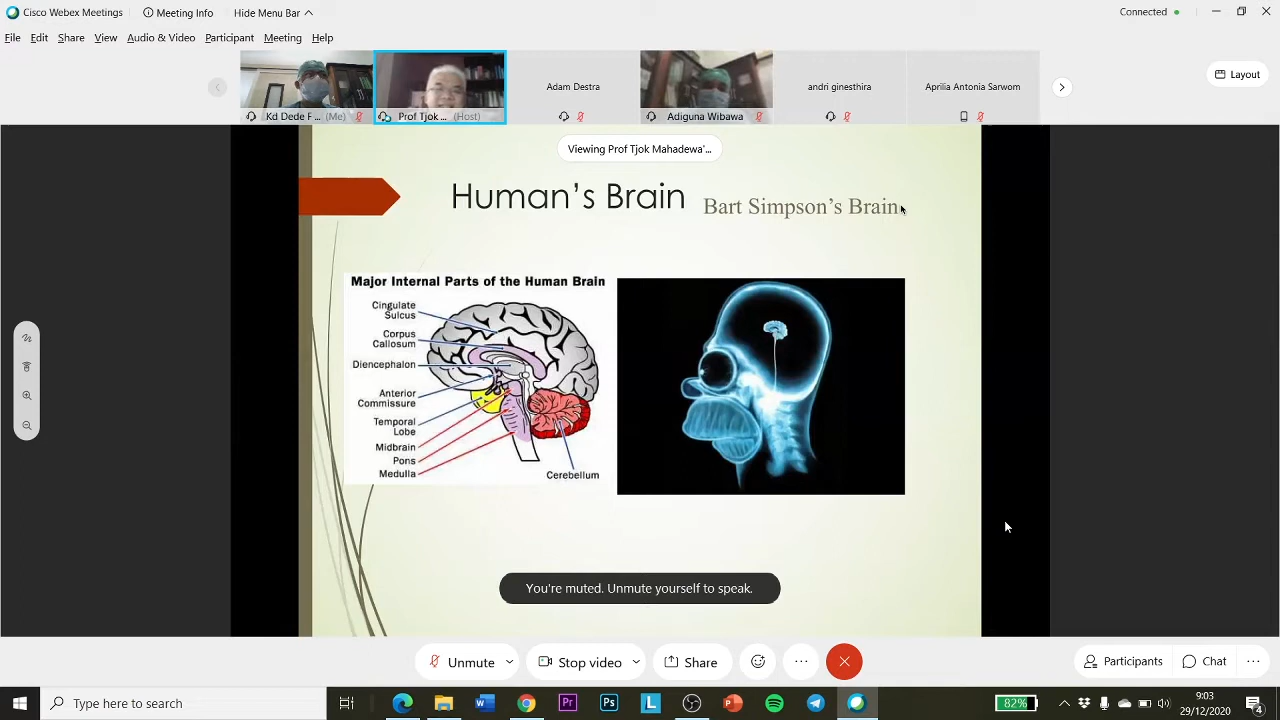 Cisco Webex Meetings
Meeting Info
Hide Menu Bar
Connected
File Edit Share View Audio & Video Participant Meeting Help
Layout
Adam Destra
andri ginesthira
Aprilia Antonia Sarwom
Kd Dede F ... (Me)
Prof Tjok ... (Host)
Adiguna Wibawa
Viewing Prof Tjok Mahadewa'...
Human's Brain
Bart Simpson's Brain
Major Internal Parts of the Human Brain
Cingulate
Sulcus
Corpus
Callosum
Diencephalon
Anterior
Commissure
Temporal
Lobe
Midbrain
Pons
Medulla
Cerebellum
You're muted. Unmute yourself to speak.
Unmute
Stop video
Share
Participants
Chat
Type here to search
82%
9:03
29/12/2020
4